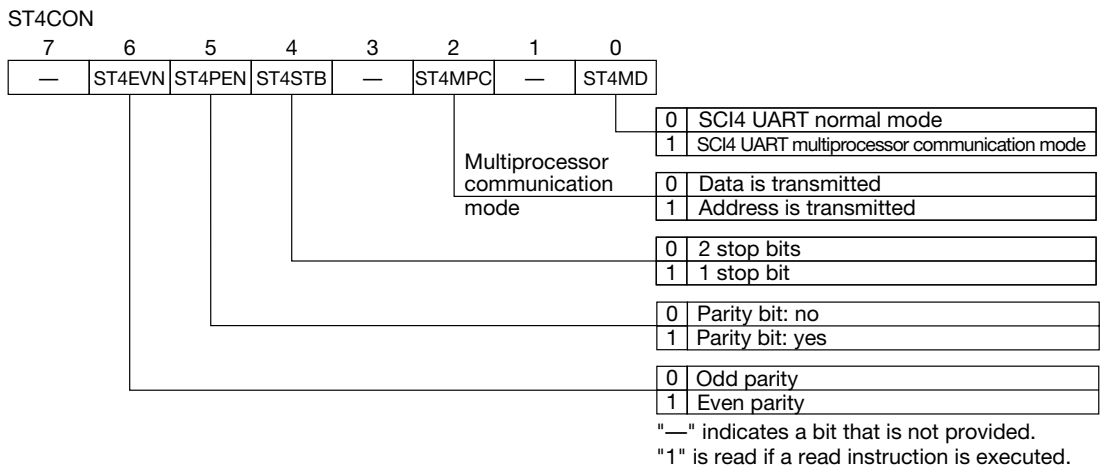 ST4CON
7 6 5 4 3 2 1 0
— ST4EVN ST4PEN ST4STB — ST4MPC — ST4MD
0 SCI4 UART normal mode
1 SCI4 UART multiprocessor communication mode
Multiprocessor
communication
mode
0 Data is transmitted
1 Address is transmitted
0 2 stop bits
1 1 stop bit
0 Parity bit: no
1 Parity bit: yes
0 Odd parity
1 Even parity
"—" indicates a bit that is not provided.
"1" is read if a read instruction is executed.